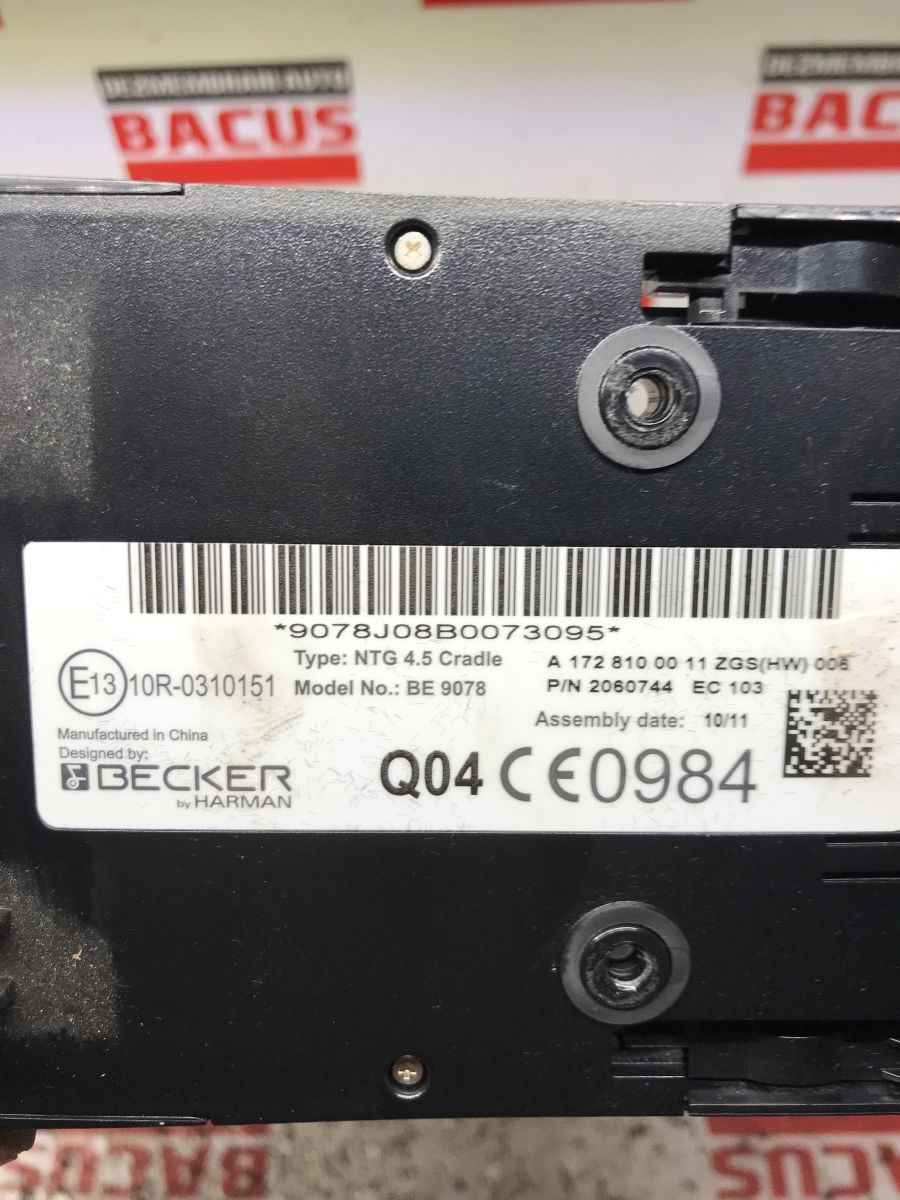 DEZMEMBRARI AUTO
BACUS
BACUS
*9078J08B0073095*
Type: NTG 4.5 Cradle
A 172 810 00 11 ZGS(HW) 006
E13 10R-0310151
Model No.: BE 9078
P/N 2060744 EC 103
Assembly date: 10/11
Manufactured in China
Designed by:
BECKER
by HARMAN
Q04 CE0984
BACUS
BACUS